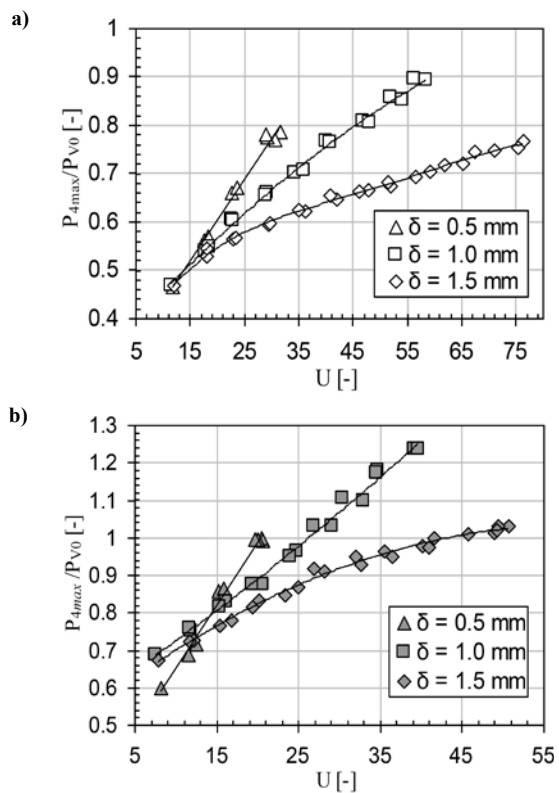 a)
P4max/PV0 [-]
1
0.9
0.8
0.7
0.6
0.5
0.4
δ = 0.5 mm
δ = 1.0 mm
δ = 1.5 mm
5 15 25 35 45 55 65 75
U [-]
b)
P4max/PV0 [-]
1.3
1.2
1.1
1
0.9
0.8
0.7
0.6
0.5
δ = 0.5 mm
δ = 1.0 mm
δ = 1.5 mm
5 15 25 35 45 55
U [-]